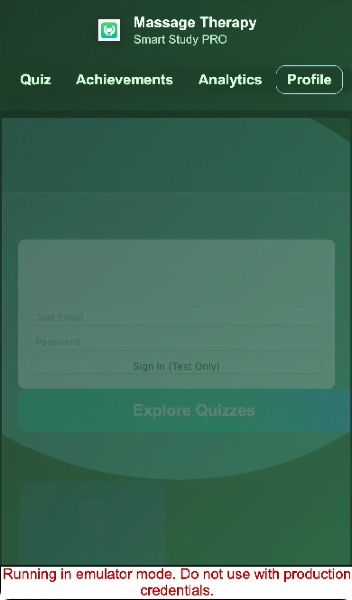 Massage Therapy
Smart Study PRO
Quiz
Achievements
Analytics
Profile
Test Email
Password
Sign In (Test Only)
Explore Quizzes
Running in emulator mode. Do not use with production
credentials.